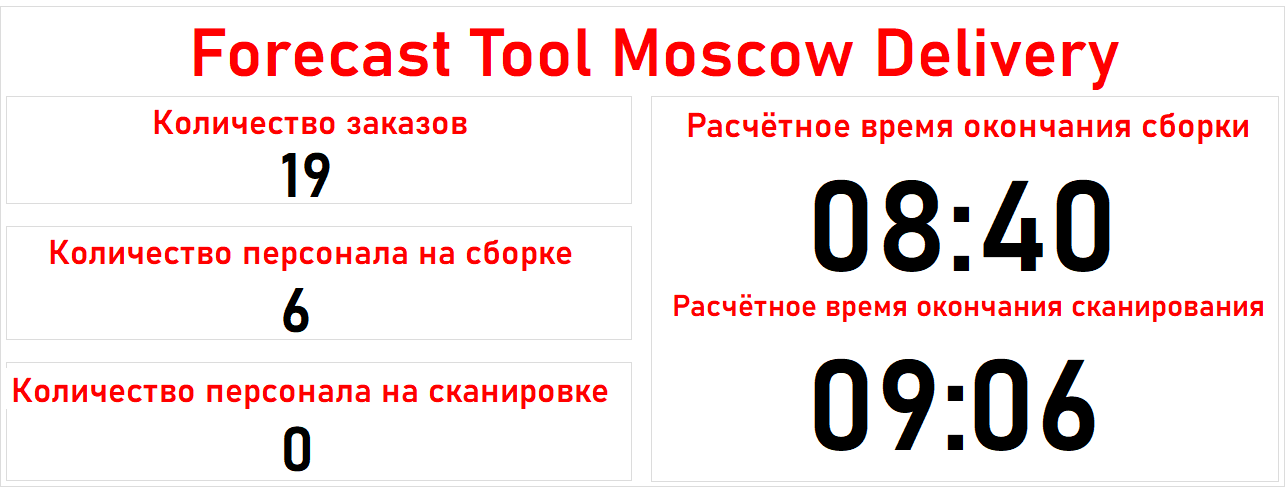 Forecast Tool Moscow Delivery
Количество заказов
19
Количество персонала на сборке
6
Количество персонала на сканировке
0
Расчётное время окончания сборки
08:40
Расчётное время окончания сканирования
09:06